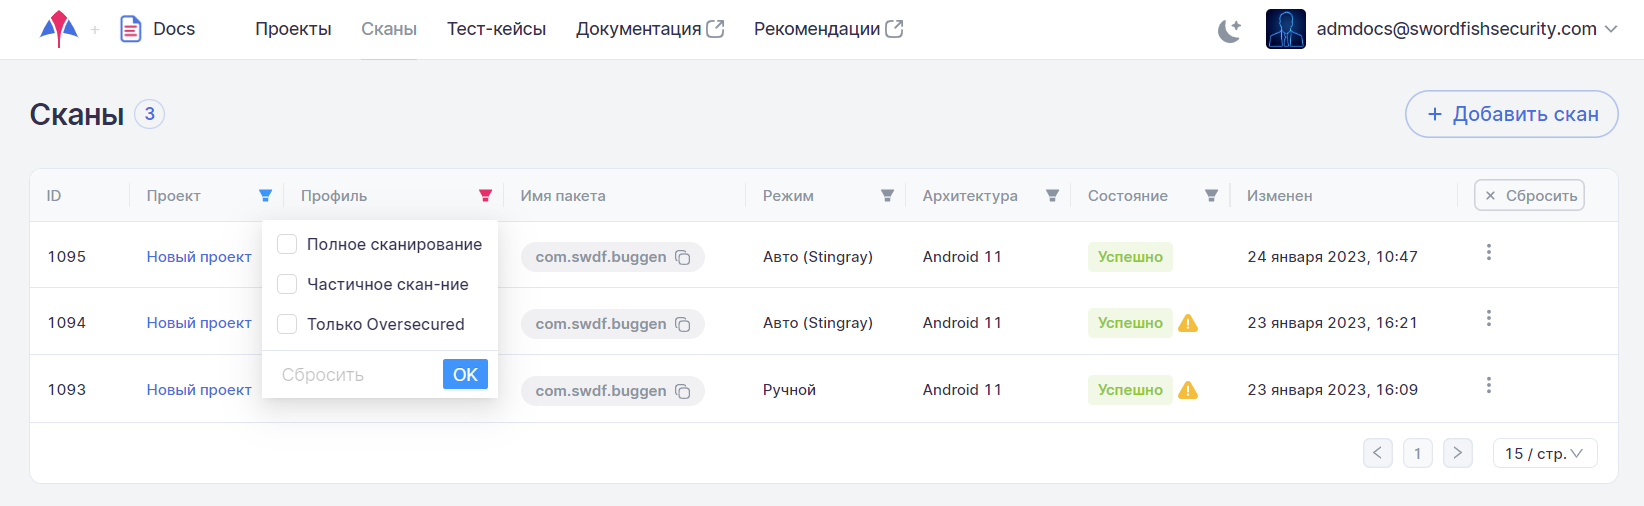 Docs Проекты Сканы Тест-кейсы Документация Рекомендации admdocs@swordfishsecurity.com
Сканы 3
+ Добавить скан
ID Проект Профиль Имя пакета Режим Архитектура Состояние Изменен × Сбросить
1095 Новый проект com.swdf.buggen Авто (Stingray) Android 11 Успешно 24 января 2023, 10:47
1094 Новый проект com.swdf.buggen Авто (Stingray) Android 11 Успешно 23 января 2023, 16:21
1093 Новый проект com.swdf.buggen Ручной Android 11 Успешно 23 января 2023, 16:09
Полное сканирование
Частичное скан-ние
Только Oversecured
Сбросить OK
< 1 > 15 / стр.